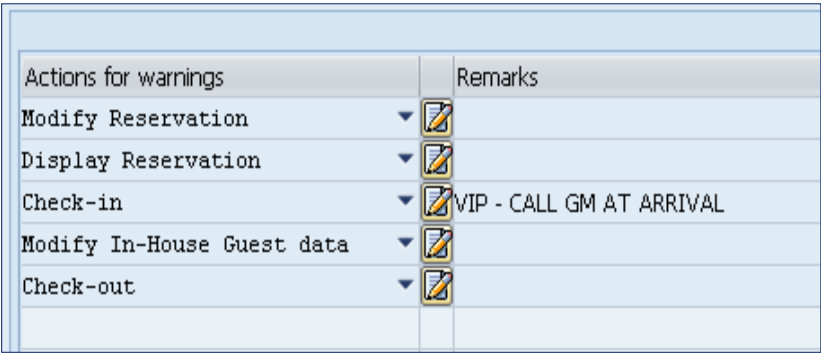 Actions for warnings Remarks
Modify Reservation
Display Reservation
Check-in VIP - CALL GM AT ARRIVAL
Modify In-House Guest data
Check-out